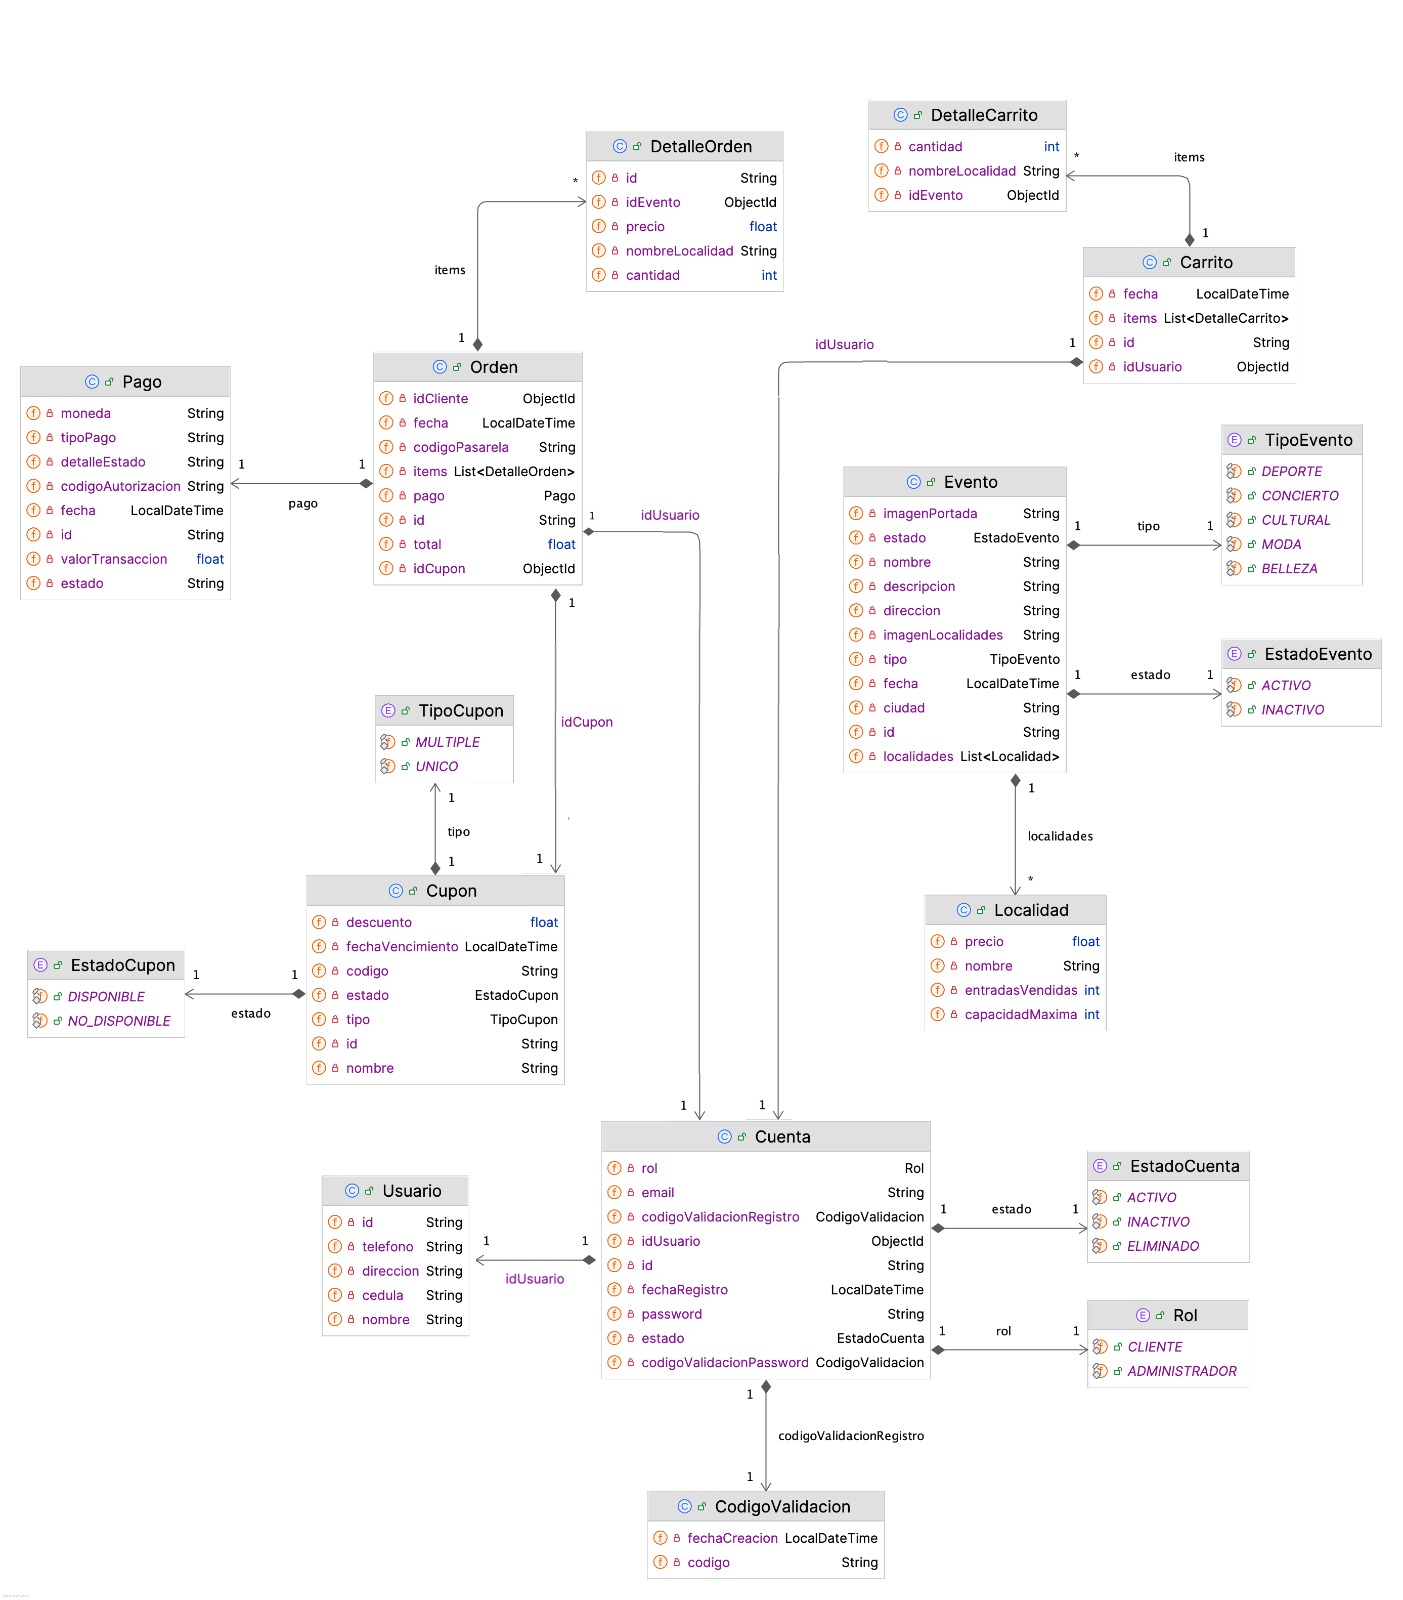 DetalleCarrito
cantidad int
nombreLocalidad String
idEvento ObjectId
* items
1
DetalleOrden
id String
idEvento ObjectId
precio float
nombreLocalidad String
cantidad int
* items
1
Carrito
fecha LocalDateTime
items List<DetalleCarrito>
id String
idUsuario ObjectId
idUsuario 1
Pago
moneda String
tipoPago String
detalleEstado String
codigoAutorizacion String
fecha LocalDateTime
id String
valorTransaccion float
estado String
1 1
pago
Orden
idCliente ObjectId
fecha LocalDateTime
codigoPasarela String
items List<DetalleOrden>
pago Pago
id String
total float
idCupon ObjectId
1 idUsuario
1
idCupon
1
Evento
imagenPortada String
estado EstadoEvento
nombre String
descripcion String
direccion String
imagenLocalidades String
tipo TipoEvento
fecha LocalDateTime
ciudad String
id String
localidades List<Localidad>
1 tipo 1
TipoEvento
DEPORTE
CONCIERTO
CULTURAL
MODA
BELLEZA
1 estado 1
EstadoEvento
ACTIVO
INACTIVO
1
localidades
*
Localidad
precio float
nombre String
entradasVendidas int
capacidadMaxima int
TipoCupon
MULTIPLE
UNICO
1
tipo
1
Cupon
descuento float
fechaVencimiento LocalDateTime
codigo String
estado EstadoCupon
tipo TipoCupon
id String
nombre String
1 1
estado
EstadoCupon
DISPONIBLE
NO_DISPONIBLE
1 1
Cuenta
rol Rol
email String
codigoValidacionRegistro CodigoValidacion
idUsuario ObjectId
id String
fechaRegistro LocalDateTime
password String
estado EstadoCuenta
codigoValidacionPassword CodigoValidacion
Usuario
id String
telefono String
direccion String
cedula String
nombre String
1 1
idUsuario
1 estado 1
EstadoCuenta
ACTIVO
INACTIVO
ELIMINADO
1 rol 1
Rol
CLIENTE
ADMINISTRADOR
1
codigoValidacionRegistro
1
CodigoValidacion
fechaCreacion LocalDateTime
codigo String